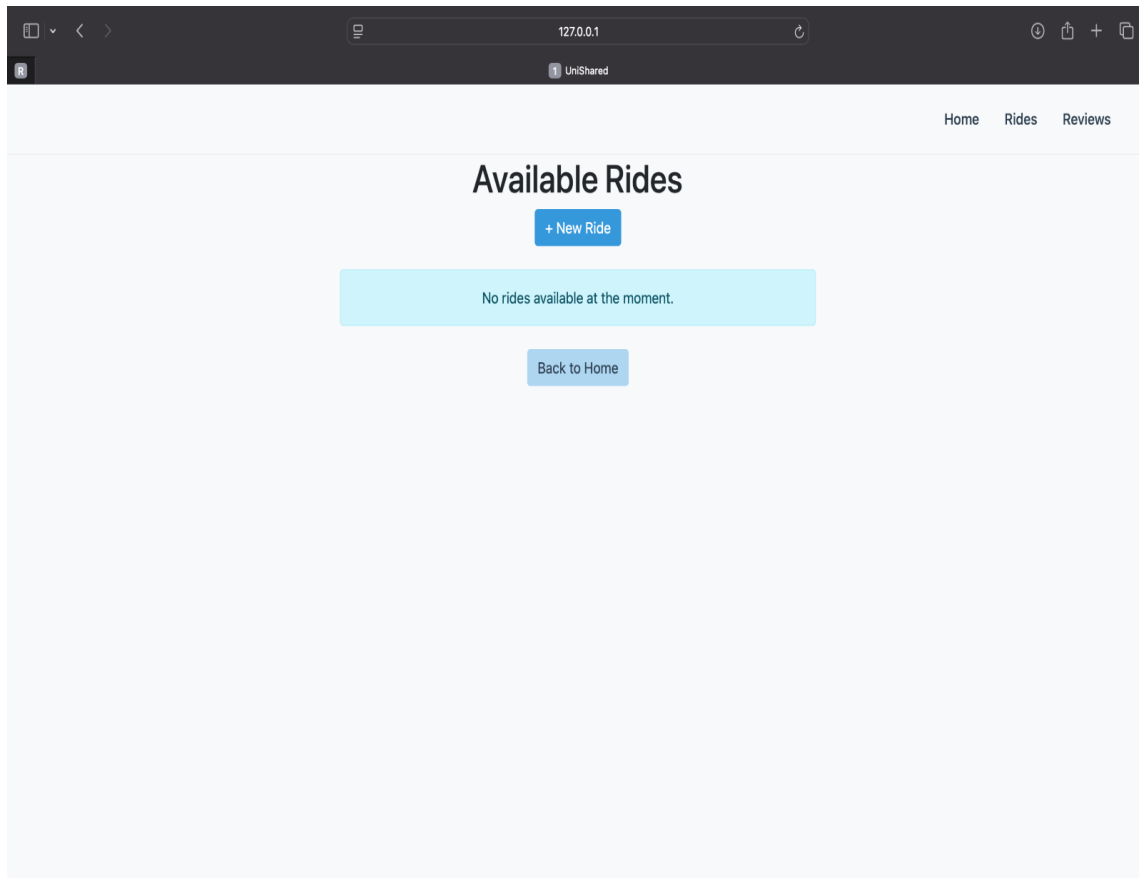 127.0.0.1
R
1 UniShared
Home Rides Reviews
Available Rides
+ New Ride
No rides available at the moment.
Back to Home